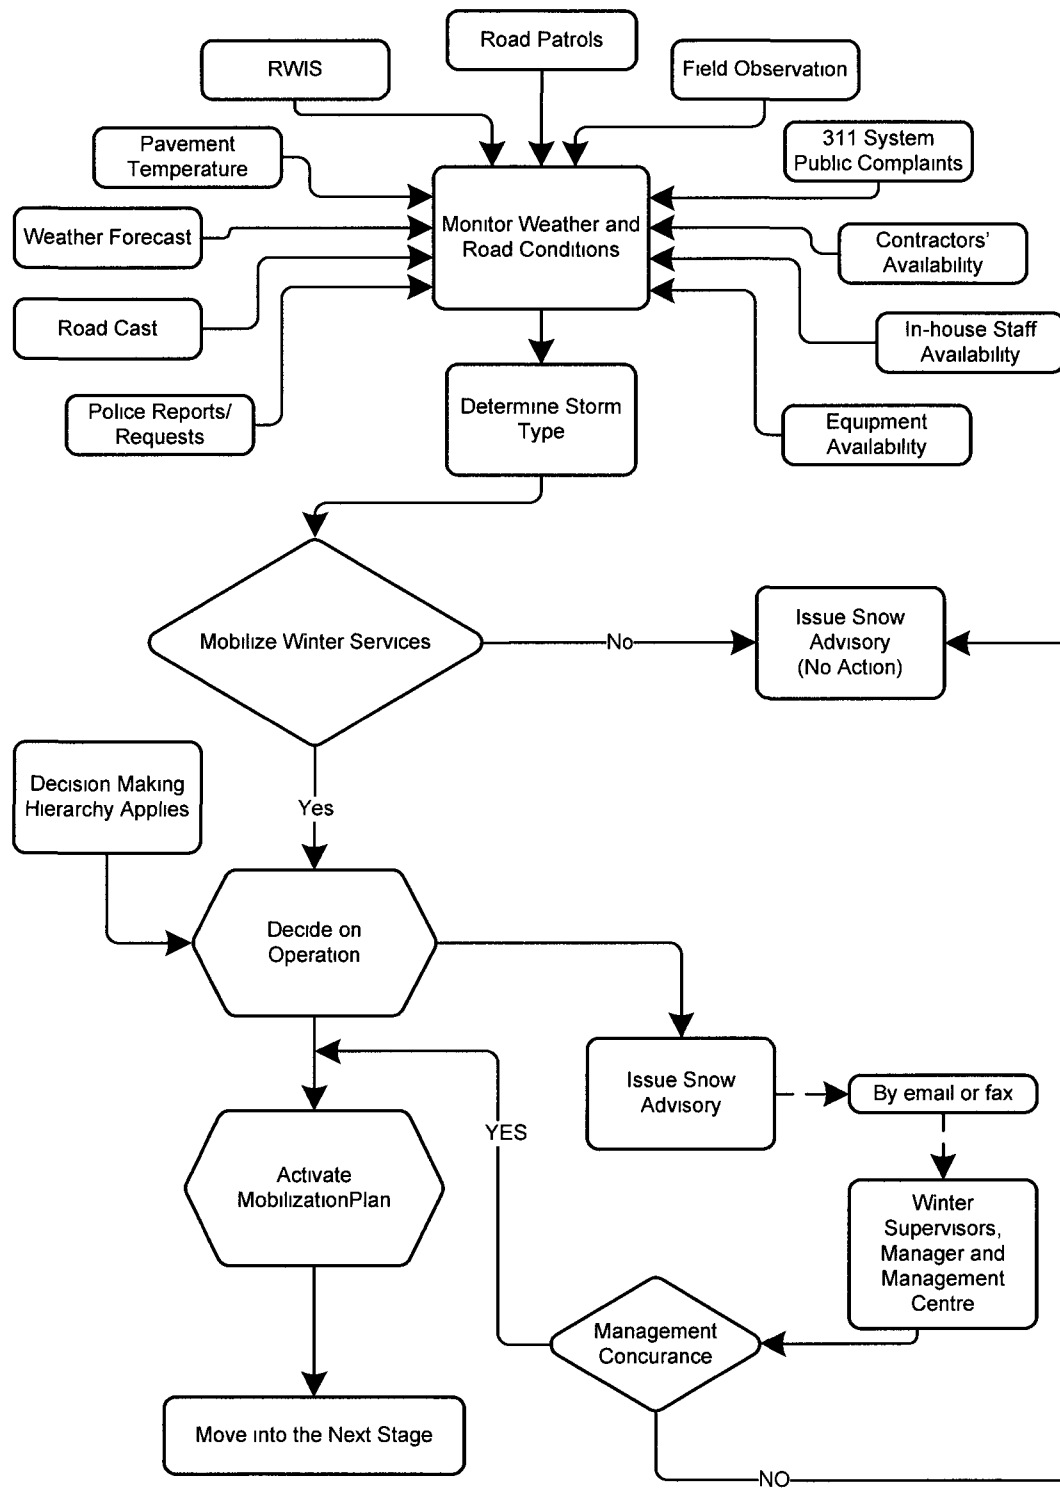 Road Patrols
RWIS
Field Observation
Pavement
Temperature
311 System
Public Complaints
Monitor Weather and
Road Conditions
Weather Forecast
Contractors'
Availability
Road Cast
In-house Staff
Availability
Police Reports/
Requests
Determine Storm
Type
Equipment
Availability
Mobilize Winter Services
No
Issue Snow
Advisory
(No Action)
Decision Making
Hierarchy Applies
Yes
Decide on
Operation
Issue Snow
Advisory
By email or fax
YES
Activate
MobilizationPlan
Winter
Supervisors,
Manager and
Management
Centre
Management
Concurance
Move into the Next Stage
NO